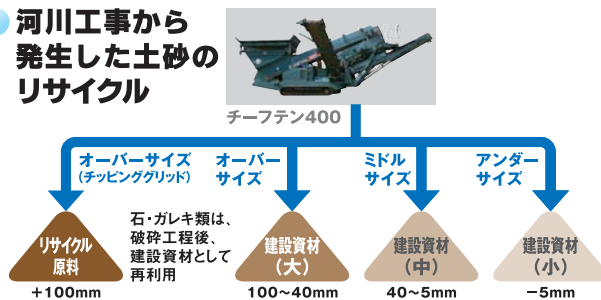 河川工事から
発生した土砂の
リサイクル
チーフテン400
オーバーサイズ
(チッピンググリッド)
オーバー
サイズ
ミドル
サイズ
アンダー
サイズ
リサイクル
原料
+100mm
石・ガレキ類は、
破砕工程後、
建設資材として
再利用
建設資材
(大)
100〜40mm
建設資材
(中)
40〜5mm
建設資材
(小)
−5mm